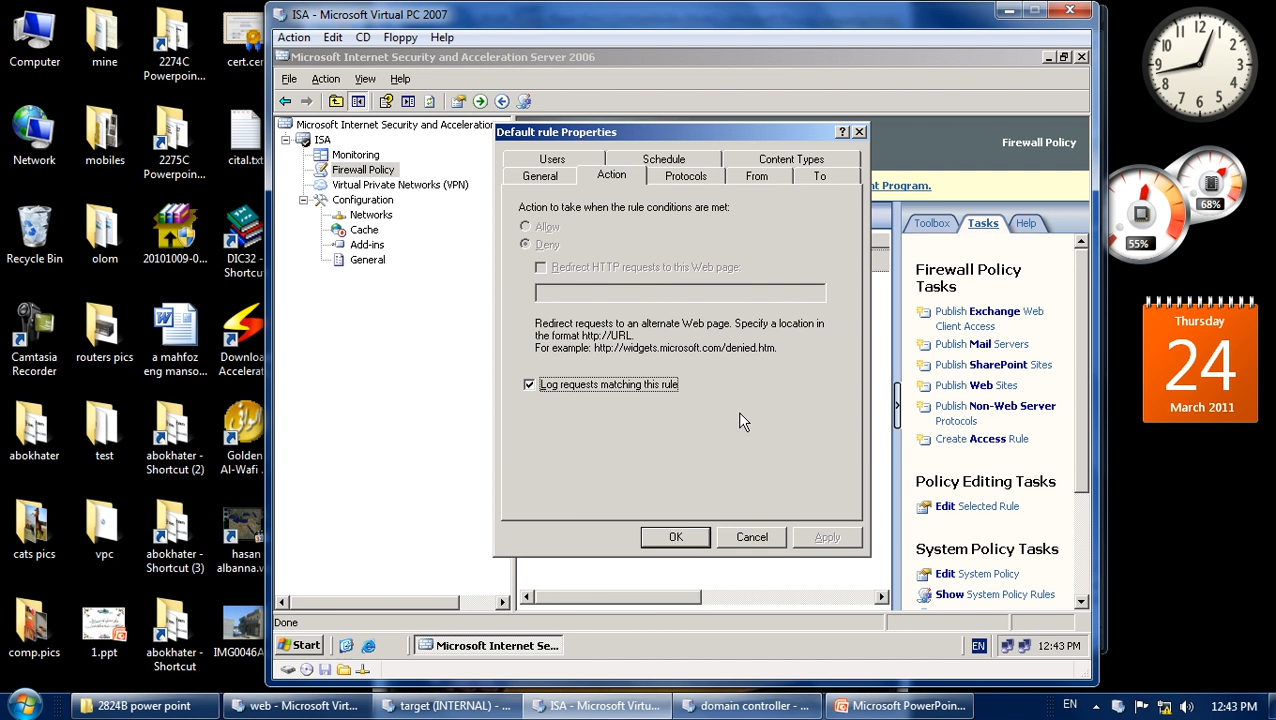 ISA - Microsoft Virtual PC 2007
Action Edit CD Floppy Help
Microsoft Internet Security and Acceleration Server 2006
File Action View Help
Microsoft Internet Security and Acceleration
ISA
Monitoring
Firewall Policy
Virtual Private Networks (VPN)
Configuration
Networks
Cache
Add-ins
General
Default rule Properties
Users Schedule Content Types
General Action Protocols From To
Action to take when the rule conditions are met:
Allow
Deny
Redirect HTTP requests to this Web page:
Redirect requests to an alternate Web page. Specify a location in
the format http://URL.
For example: http://widgets.microsoft.com/denied.htm.
Log requests matching this rule
OK Cancel Apply
Firewall Policy
nt Program.
Toolbox Tasks Help
Firewall Policy
Tasks
Publish Exchange Web
Client Access
Publish Mail Servers
Publish SharePoint Sites
Publish Web Sites
Publish Non-Web Server
Protocols
Create Access Rule
Policy Editing Tasks
Edit Selected Rule
System Policy Tasks
Edit System Policy
Show System Policy Rules
Done
Start
Microsoft Internet Se...
EN
12:43 PM
Computer
mine
2274C
Powerpoin...
cert.cer
Network
mobiles
2275C
Powerpoin...
cital.txt
Recycle Bin
olom
20101009-0...
DIC32 -
Shortcut
Camtasia
Recorder
routers pics
a mahfoz
eng manso...
Downloa
Accelerat
abokhater
test
abokhater -
Shortcut (2)
Golden
Al-Wafi
cats pics
vpc
abokhater -
Shortcut (3)
hasan
albanna.
comp.pics
1.ppt
abokhater -
Shortcut
IMG0046A
12
3
6
9
68%
55%
Thursday
24
March 2011
2824B power point
web - Microsoft Virt...
target (INTERNAL) - ...
ISA - Microsoft Virtua...
domain controller - ...
Microsoft PowerPoin...
EN
12:43 PM